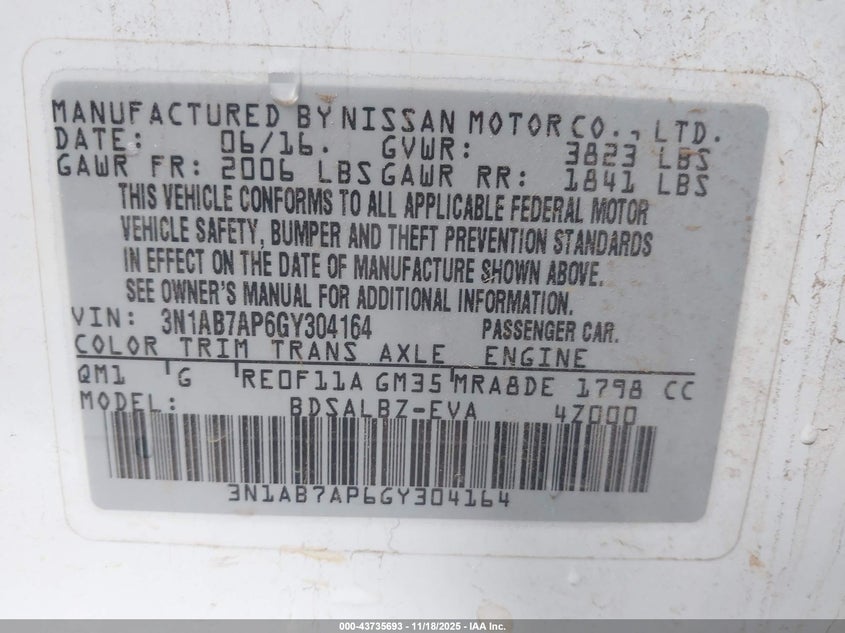 MANUFACTURED BY NISSAN MOTOR CO., LTD.
DATE: 06/16. GVWR: 3823 LBS
GAWR FR: 2006 LBS GAWR RR: 1841 LBS
THIS VEHICLE CONFORMS TO ALL APPLICABLE FEDERAL MOTOR
VEHICLE SAFETY, BUMPER AND THEFT PREVENTION STANDARDS
IN EFFECT ON THE DATE OF MANUFACTURE SHOWN ABOVE.
SEE OWNER'S MANUAL FOR ADDITIONAL INFORMATION.
VIN: 3N1AB7AP6GY304164 PASSENGER CAR.
COLOR TRIM TRANS AXLE ENGINE
QM1 G RE0F11A GM35 MRA8DE 1798 CC
MODEL: BDSALBZ-EVA 4Z000
3N1AB7AP6GY304164
000-43735693 - 11/18/2025 - IAA Inc.